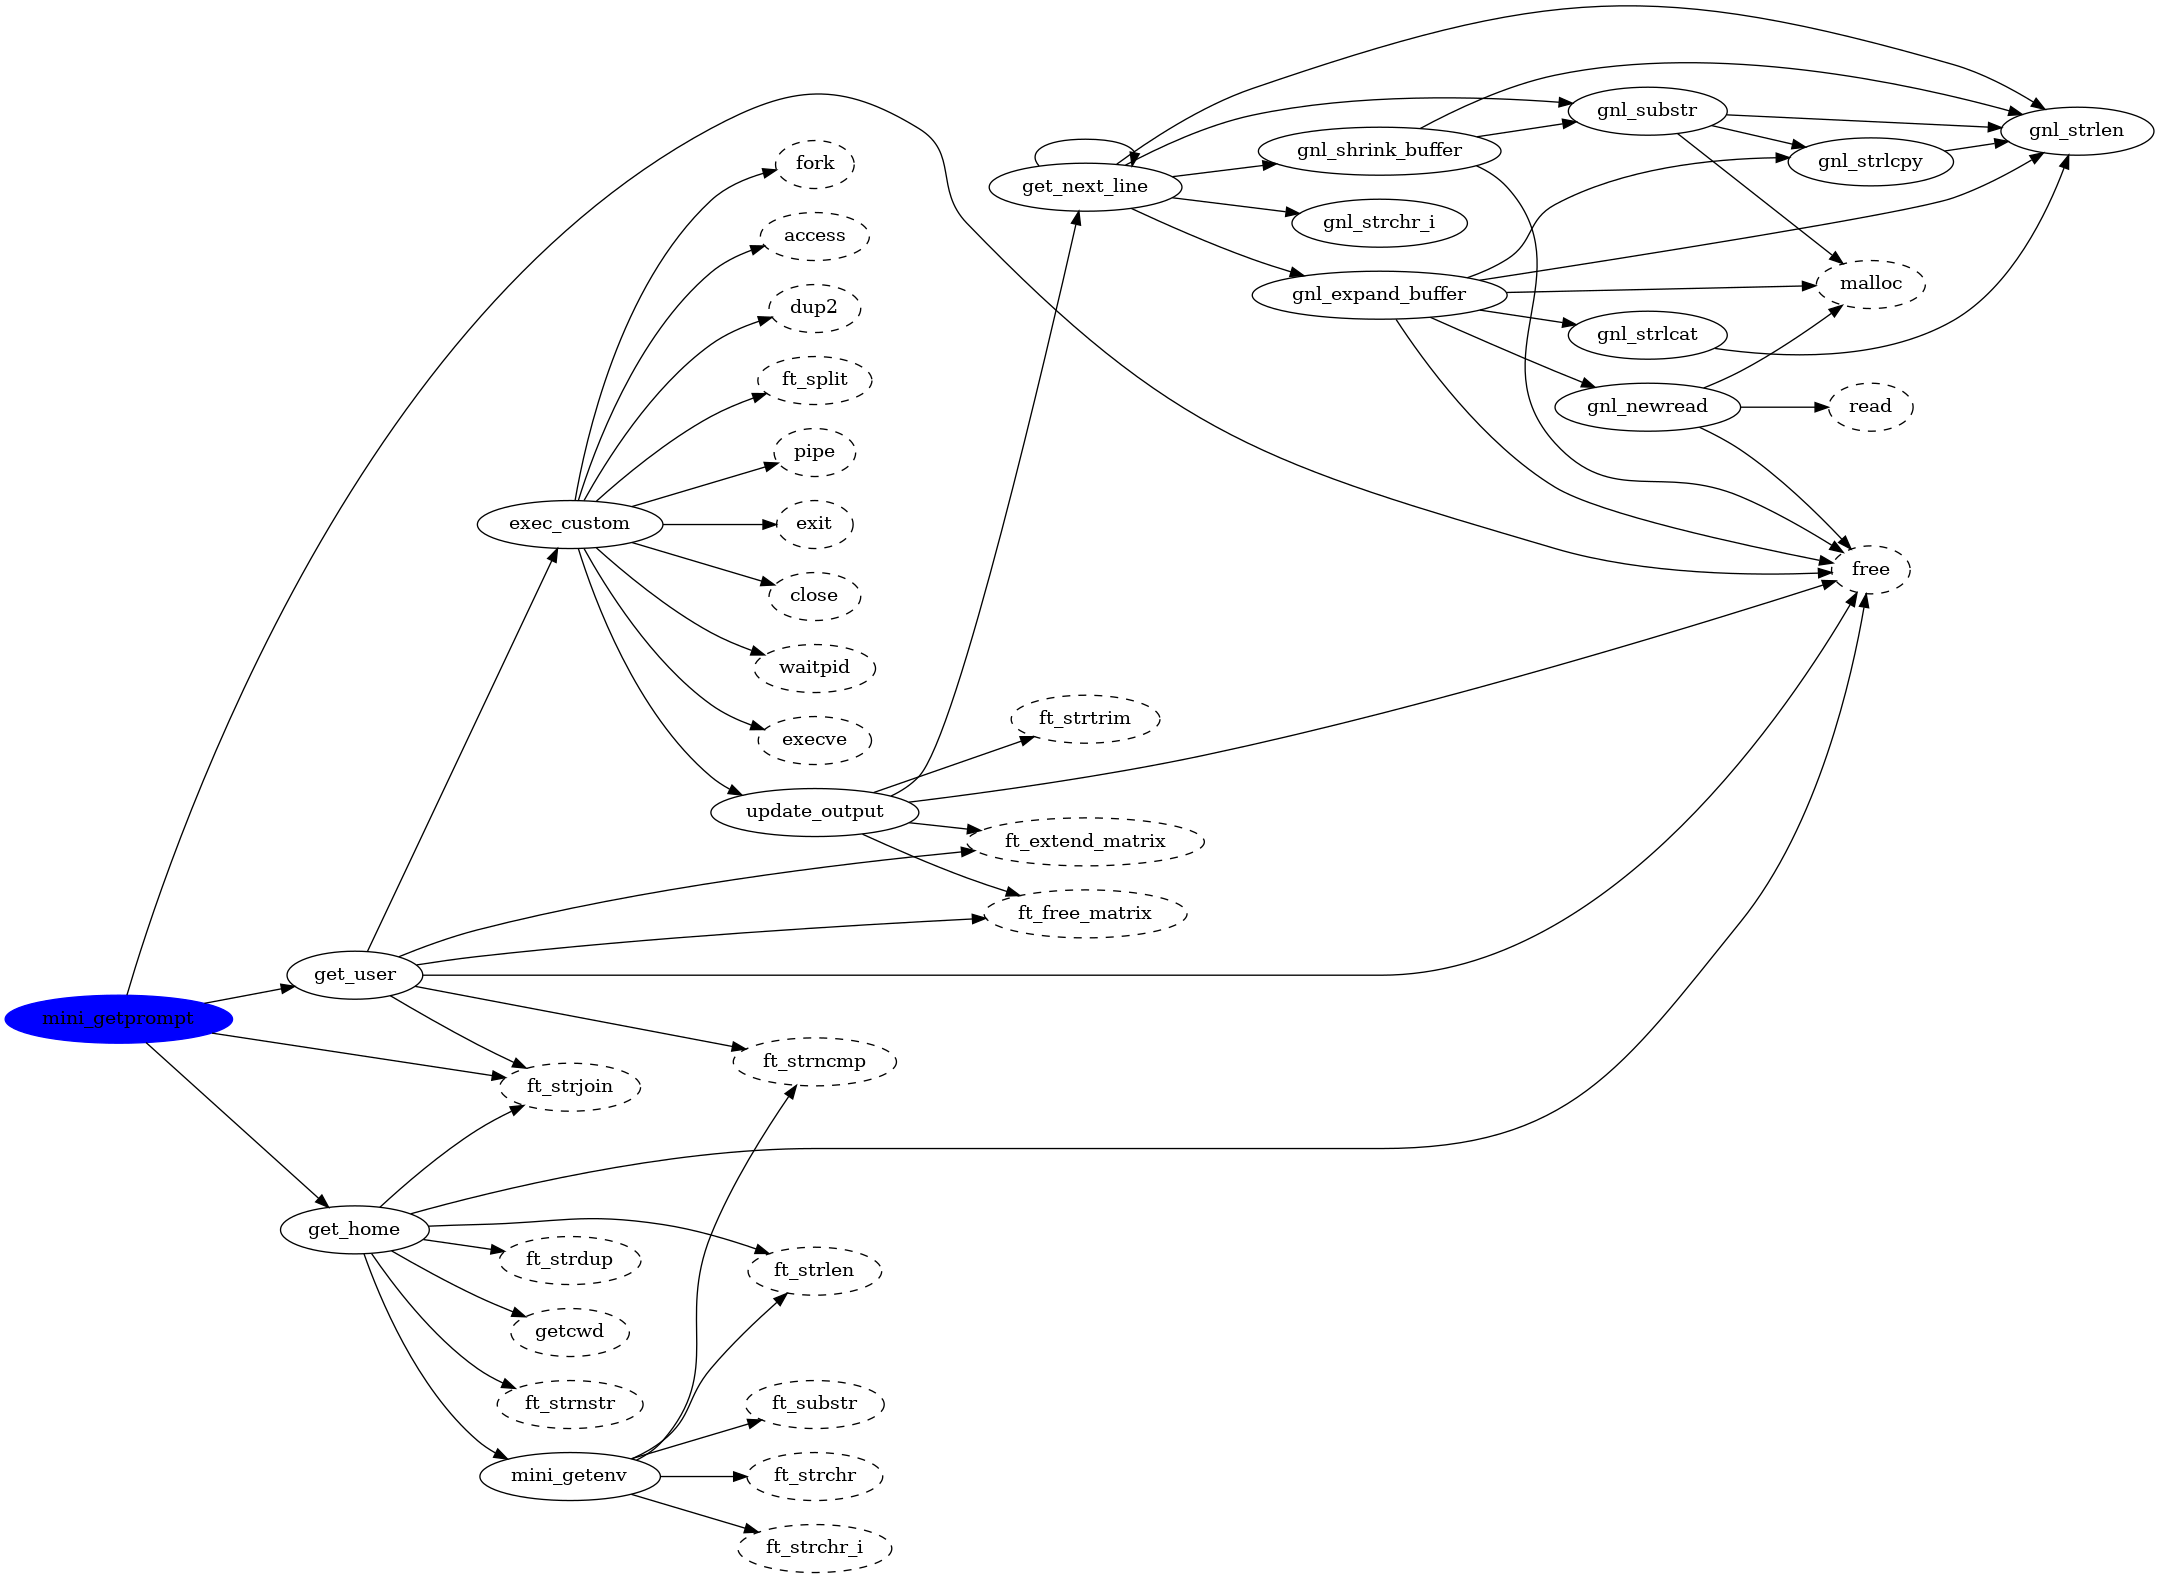 fork
access
dup2
ft_split
pipe
exec_custom
exit
close
waitpid
execve
update_output
get_next_line
gnl_shrink_buffer
gnl_substr
gnl_strlen
gnl_strlcpy
gnl_strchr_i
gnl_expand_buffer
malloc
gnl_strlcat
gnl_newread
read
free
ft_strtrim
ft_extend_matrix
ft_free_matrix
get_user
mini_getprompt
ft_strncmp
ft_strjoin
get_home
ft_strdup
ft_strlen
getcwd
ft_strnstr
ft_substr
mini_getenv
ft_strchr
ft_strchr_i